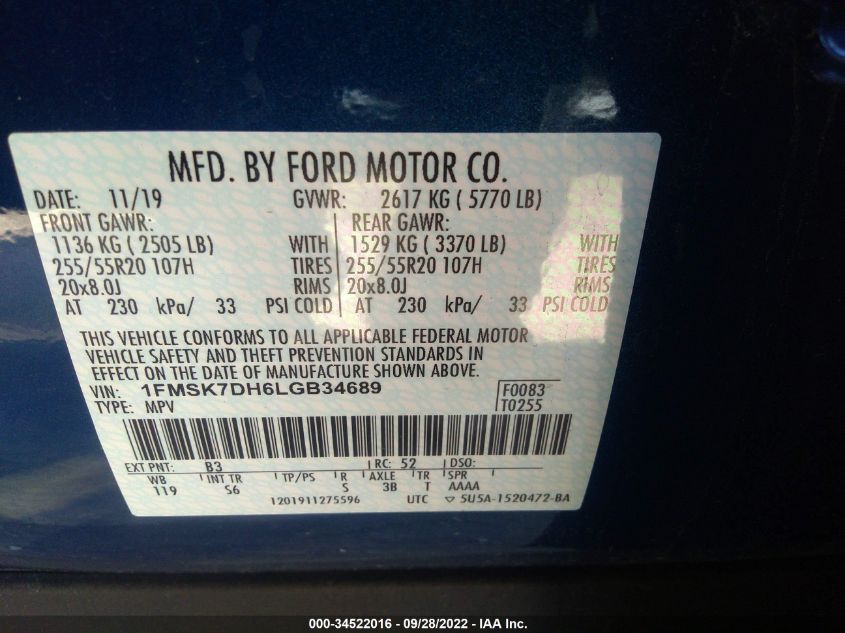 MFD. BY FORD MOTOR CO.
DATE: 11/19 GVWR: 2617 KG ( 5770 LB)
FRONT GAWR: REAR GAWR:
1136 KG ( 2505 LB) WITH 1529 KG ( 3370 LB) WITH
255/55R20 107H TIRES 255/55R20 107H TIRES
20x8.0J RIMS 20x8.0J RIMS
AT 230 kPa/ 33 PSI COLD AT 230 kPa/ 33 PSI COLD
THIS VEHICLE CONFORMS TO ALL APPLICABLE FEDERAL MOTOR
VEHICLE SAFETY AND THEFT PREVENTION STANDARDS IN
EFFECT ON THE DATE OF MANUFACTURE SHOWN ABOVE.
VIN: 1FMSK7DH6LGB34689 F0083
TYPE: MPV T0255
EXT PNT: B3 RC: 52 DSO:
WB INT TR TP/PS R AXLE TR SPR
119 S6 S 3B T AAAA
1201911275596 UTC ▽ 5U5A-1520472-BA
000-34522016 - 09/28/2022 - IAA Inc.